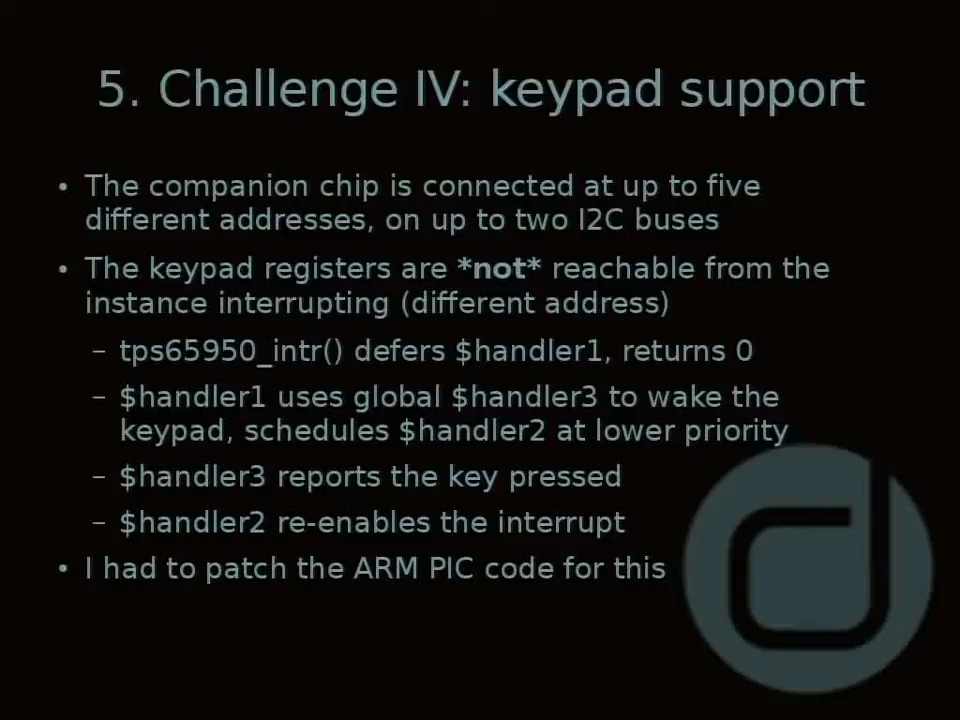 5. Challenge IV: keypad support
• The companion chip is connected at up to five
different addresses, on up to two I2C buses
• The keypad registers are *not* reachable from the
instance interrupting (different address)
– tps65950_intr() defers $handler1, returns 0
– $handler1 uses global $handler3 to wake the
keypad, schedules $handler2 at lower priority
– $handler3 reports the key pressed
– $handler2 re-enables the interrupt
• I had to patch the ARM PIC code for this